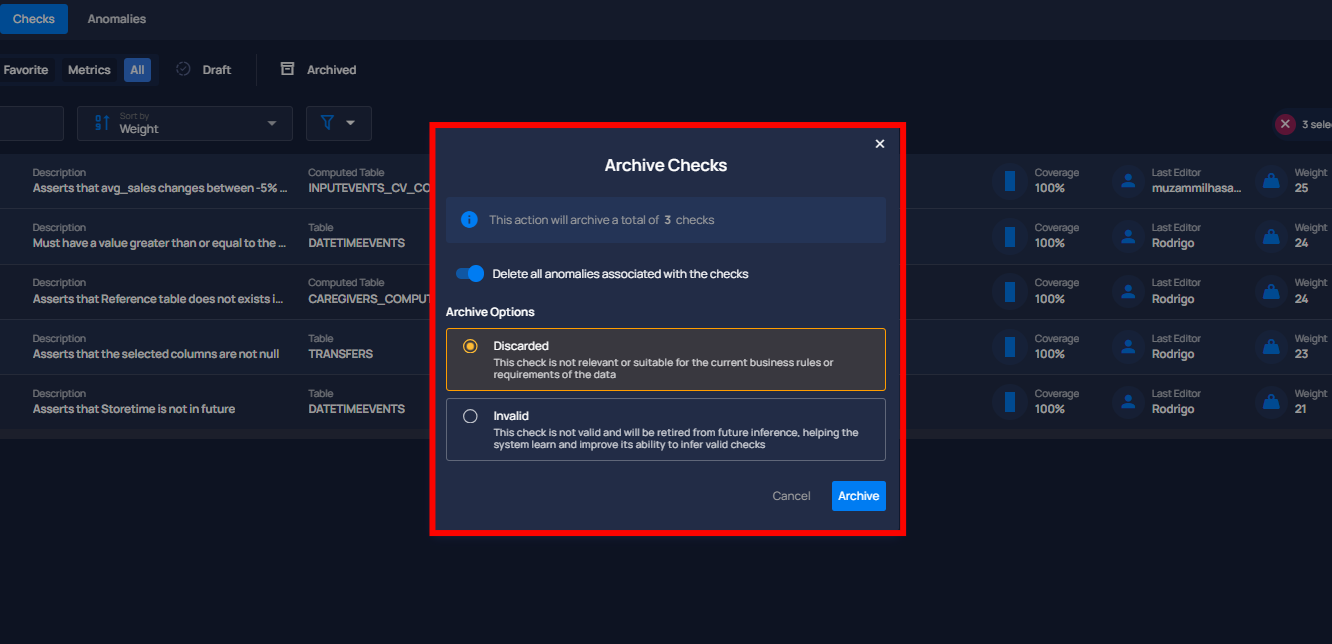 Checks Anomalies
Favorite Metrics All Draft Archived
Sort by
Weight
3 sele
Archive Checks
This action will archive a total of 3 checks
Delete all anomalies associated with the checks
Archive Options
Discarded
This check is not relevant or suitable for the current business rules or
requirements of the data
Invalid
This check is not valid and will be retired from future inference, helping the
system learn and improve its ability to infer valid checks
Cancel Archive
Description Computed Table Coverage Last Editor Weight
Asserts that avg_sales changes between -5% ... INPUTEVENTS_CV_CO 100% muzammilhasa... 25
Description Table Coverage Last Editor Weight
Must have a value greater than or equal to the ... DATETIMEEVENTS 100% Rodrigo 24
Description Computed Table Coverage Last Editor Weight
Asserts that Reference table does not exists i... CAREGIVERS_COMPUT 100% Rodrigo 24
Description Table Coverage Last Editor Weight
Asserts that the selected columns are not null TRANSFERS 100% Rodrigo 23
Description Table Coverage Last Editor Weight
Asserts that Storetime is not in future DATETIMEEVENTS 100% Rodrigo 21